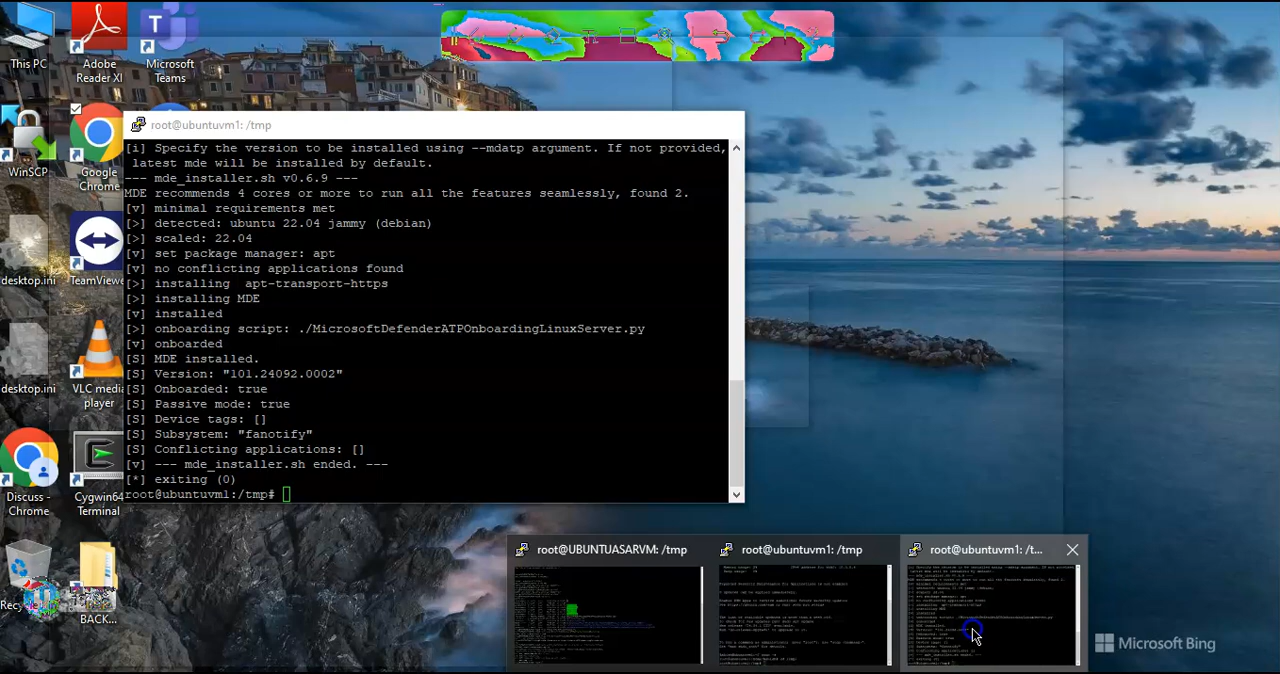 This PC
Adobe
Reader XI
Microsoft
Teams
WinSCP
Google
Chrome
desktop.ini
TeamViewe
desktop.ini
VLC media
player
Discuss -
Chrome
Cygwin64
Terminal
root@ubuntuvm1: /tmp
[i] Specify the version to be installed using --mdatp argument. If not provided,
latest mde will be installed by default.
--- mde_installer.sh v0.6.9 ---
MDE recommends 4 cores or more to run all the features seamlessly, found 2.
[v] minimal requirements met
[>] detected: ubuntu 22.04 jammy (debian)
[>] scaled: 22.04
[v] set package manager: apt
[v] no conflicting applications found
[>] installing  apt-transport-https
[>] installing MDE
[v] installed
[>] onboarding script: ./MicrosoftDefenderATPOnboardingLinuxServer.py
[v] onboarded
[S] MDE installed.
[S] Version: "101.24092.0002"
[S] Onboarded: true
[S] Passive mode: true
[S] Device tags: []
[S] Subsystem: "fanotify"
[S] Conflicting applications: []
[v] --- mde_installer.sh ended. ---
[*] exiting (0)
root@ubuntuvm1:/tmp#
root@UBUNTUASARVM: /tmp
root@ubuntuvm1: /tmp
root@ubuntuvm1: /t...
Microsoft Bing